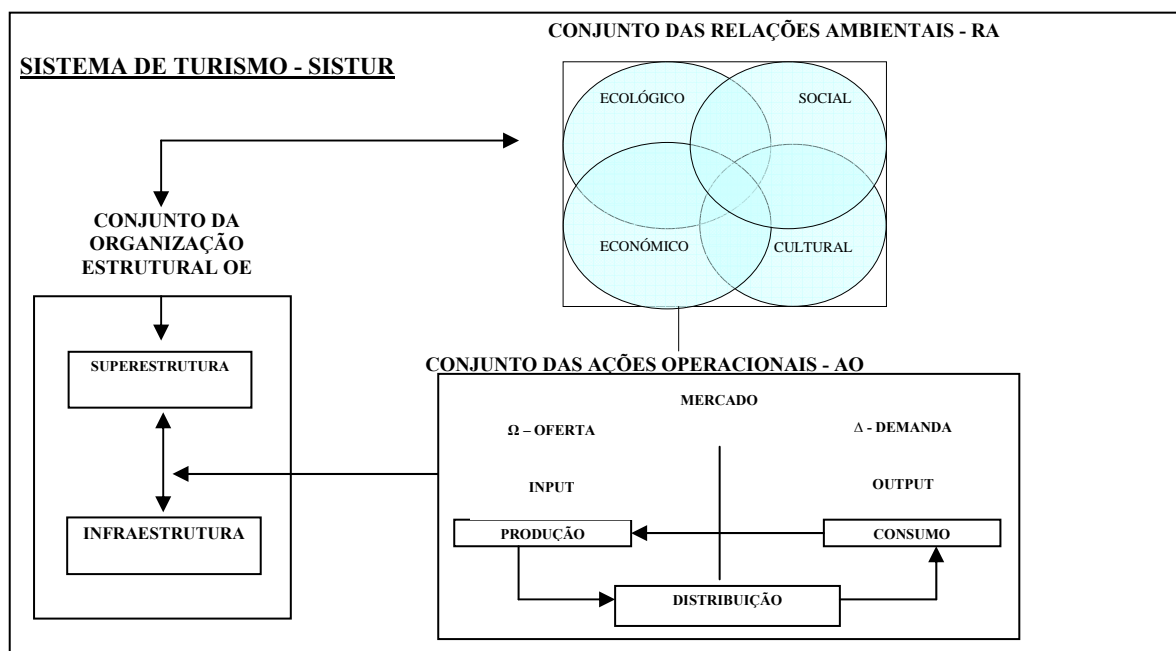 CONJUNTO DAS RELAÇÕES AMBIENTAIS - RA
SISTEMA DE TURISMO - SISTUR
ECOLÓGICO
SOCIAL
ECONÓMICO
CULTURAL
CONJUNTO DA
ORGANIZAÇÃO
ESTRUTURAL OE
SUPERESTRUTURA
INFRAESTRUTURA
CONJUNTO DAS AÇÕES OPERACIONAIS - AO
MERCADO
Ω – OFERTA
Δ - DEMANDA
INPUT
OUTPUT
PRODUÇÃO
CONSUMO
DISTRIBUIÇÃO